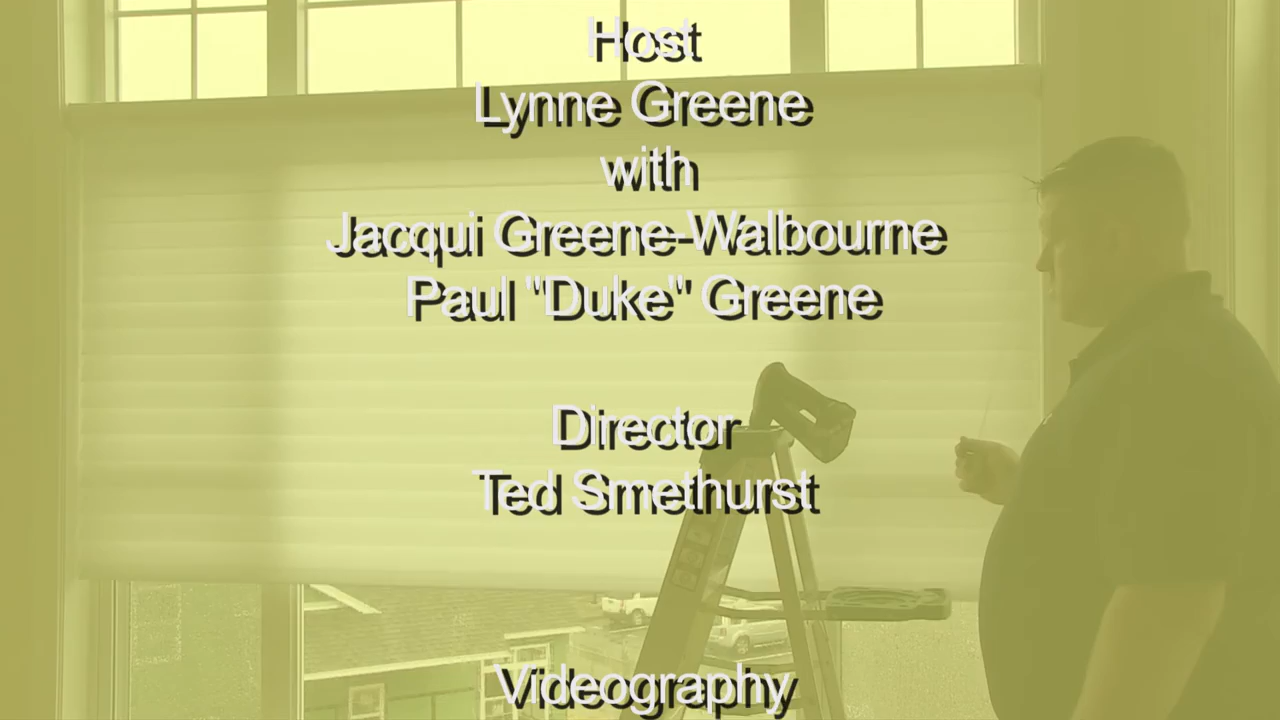 Host
Lynne Greene
with
Jacqui Greene-Walbourne
Paul "Duke" Greene
Director
Ted Smethurst
Videography